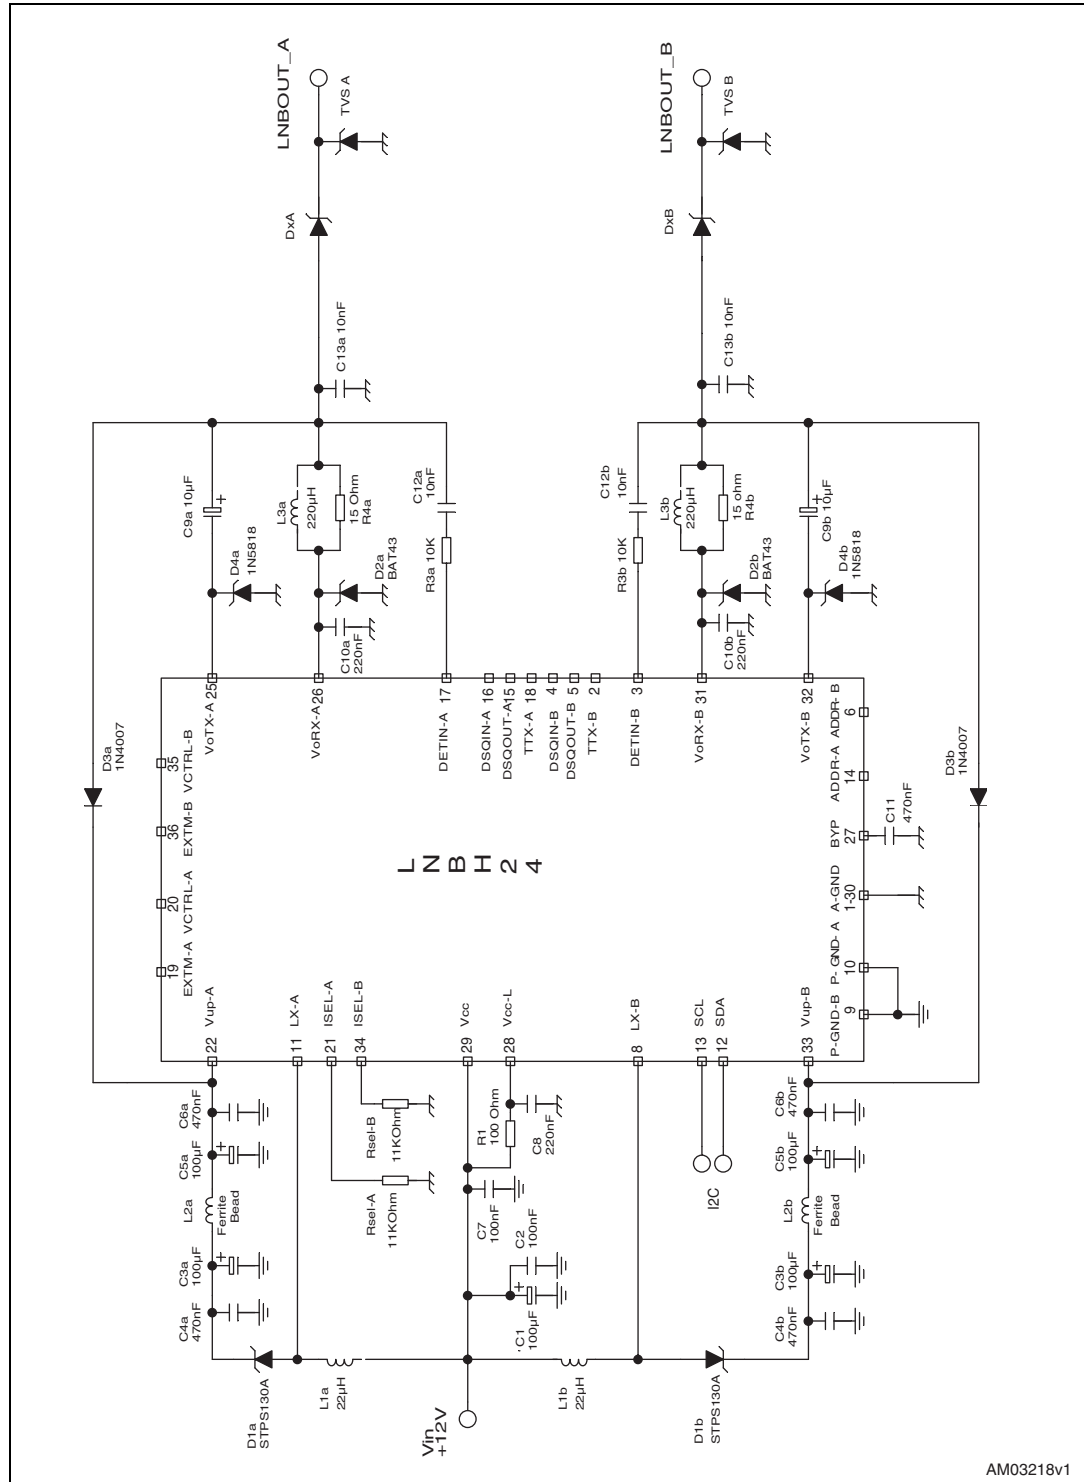 LNBOUT_A
TVS A
LNBOUT_B
TVS B
DxA
DxB
C13a 10nF
C13b 10nF
C9a 10µF
+
D4a
1N5818
L3a
220µH
15 Ohm
R4a
C12a
10nF
D2a
BAT43
R3a 10K
C10a
220nF
C12b
10nF
R3b 10K
L3b
220µH
15 ohm
R4b
D2b
BAT43
C10b
220nF
C9b 10µF
+
D4b
1N5818
D3a
1N4007
D3b
1N4007
VoTX-A 25
VoRX-A 26
DETIN-A 17
DSQIN-A 16
DSQOUT-A 15
TTX-A 18
DSQIN-B 4
DSQOUT-B 5
TTX-B 2
DETIN-B 3
VoRX-B 31
VoTX-B 32
35 VCTRL-B
36 EXTM-B
20 VCTRL-A
19 EXTM-A
LNBH24
ADDR-B 6
ADDR-A 14
BYP 27
C11
470nF
A-GND 1-30
P-GND-A 10
P-GND-B 9
22 Vup-A
11 LX-A
21 ISEL-A
34 ISEL-B
29 Vcc
28 Vcc-L
8 LX-B
13 SCL
12 SDA
33 Vup-B
C6a
470nF
C5a
100µF
+
L2a
Ferrite
Bead
C3a
100µF
+
C4a
470nF
D1a
STPS130A
Rsel-B
11KOhm
Rsel-A
11KOhm
R1
100 Ohm
C8
220nF
C7
100nF
C2
100nF
C1
100µF
+
L1a
22µH
Vin
+12V
L1b
22µH
I2C
C6b
470nF
C5b
100µF
+
L2b
Ferrite
Bead
C3b
100µF
+
C4b
470nF
D1b
STPS130A
AM03218v1